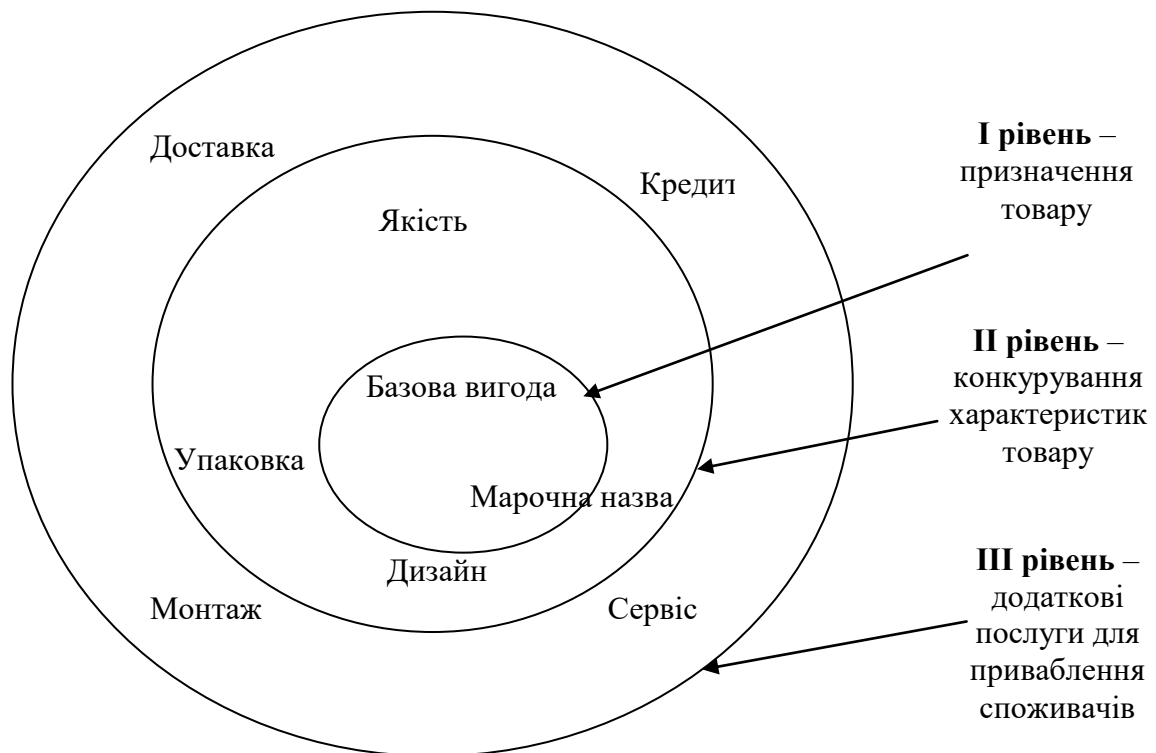 Доставка
Кредит
Якість
Базова вигода
Упаковка
Марочна назва
Дизайн
Монтаж
Сервіс
I рівень –
призначення
товару
II рівень –
конкурування
характеристик
товару
III рівень –
додаткові
послуги для
приваблення
споживачів